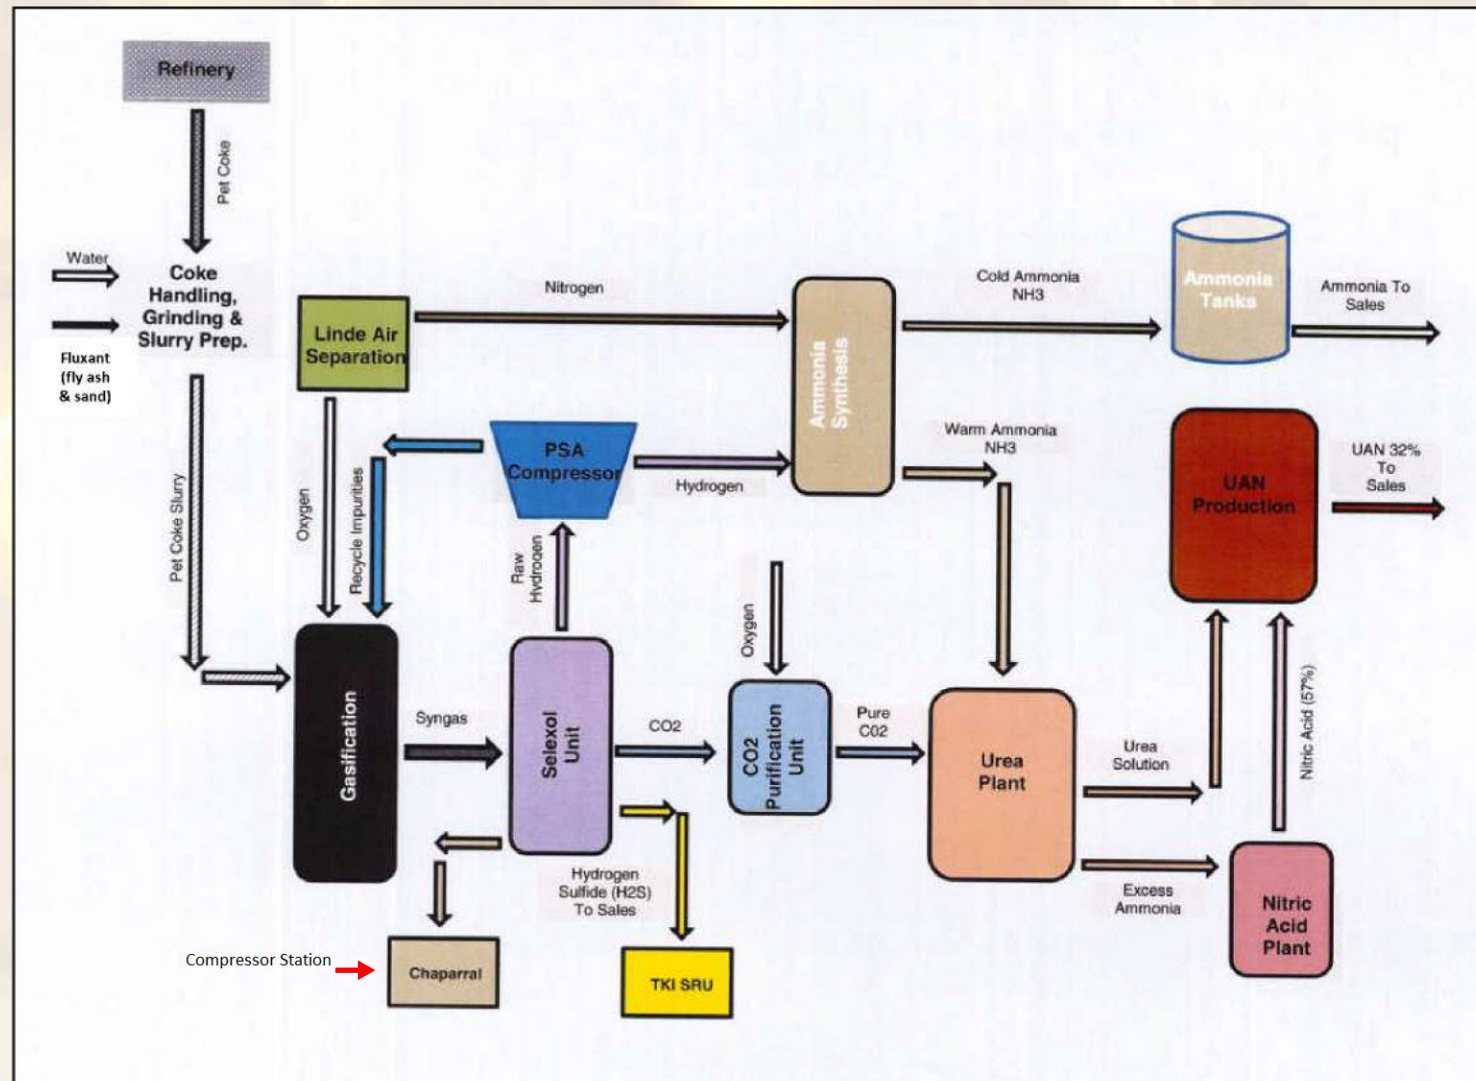 Refinery
Pet Coke
Water
Coke
Handling,
Grinding &
Slurry Prep.
Fluxant
(fly ash
& sand)
Pet Coke Slurry
Linde Air
Separation
Nitrogen
Oxygen
Recycle Impurities
PSA
Compressor
Hydrogen
Raw
Hydrogen
Ammonia
Synthesis
Cold Ammonia
NH3
Ammonia
Tanks
Ammonia To
Sales
Warm Ammonia
NH3
UAN
Production
UAN 32%
To
Sales
Gasification
Syngas
Selexol
Unit
CO2
Oxygen
CO2
Purification
Unit
Pure
C02
Urea
Plant
Urea
Solution
Nitric Acid (57%)
Excess
Ammonia
Nitric
Acid
Plant
Hydrogen
Sulfide (H2S)
To Sales
Compressor Station
Chaparral
TKI SRU